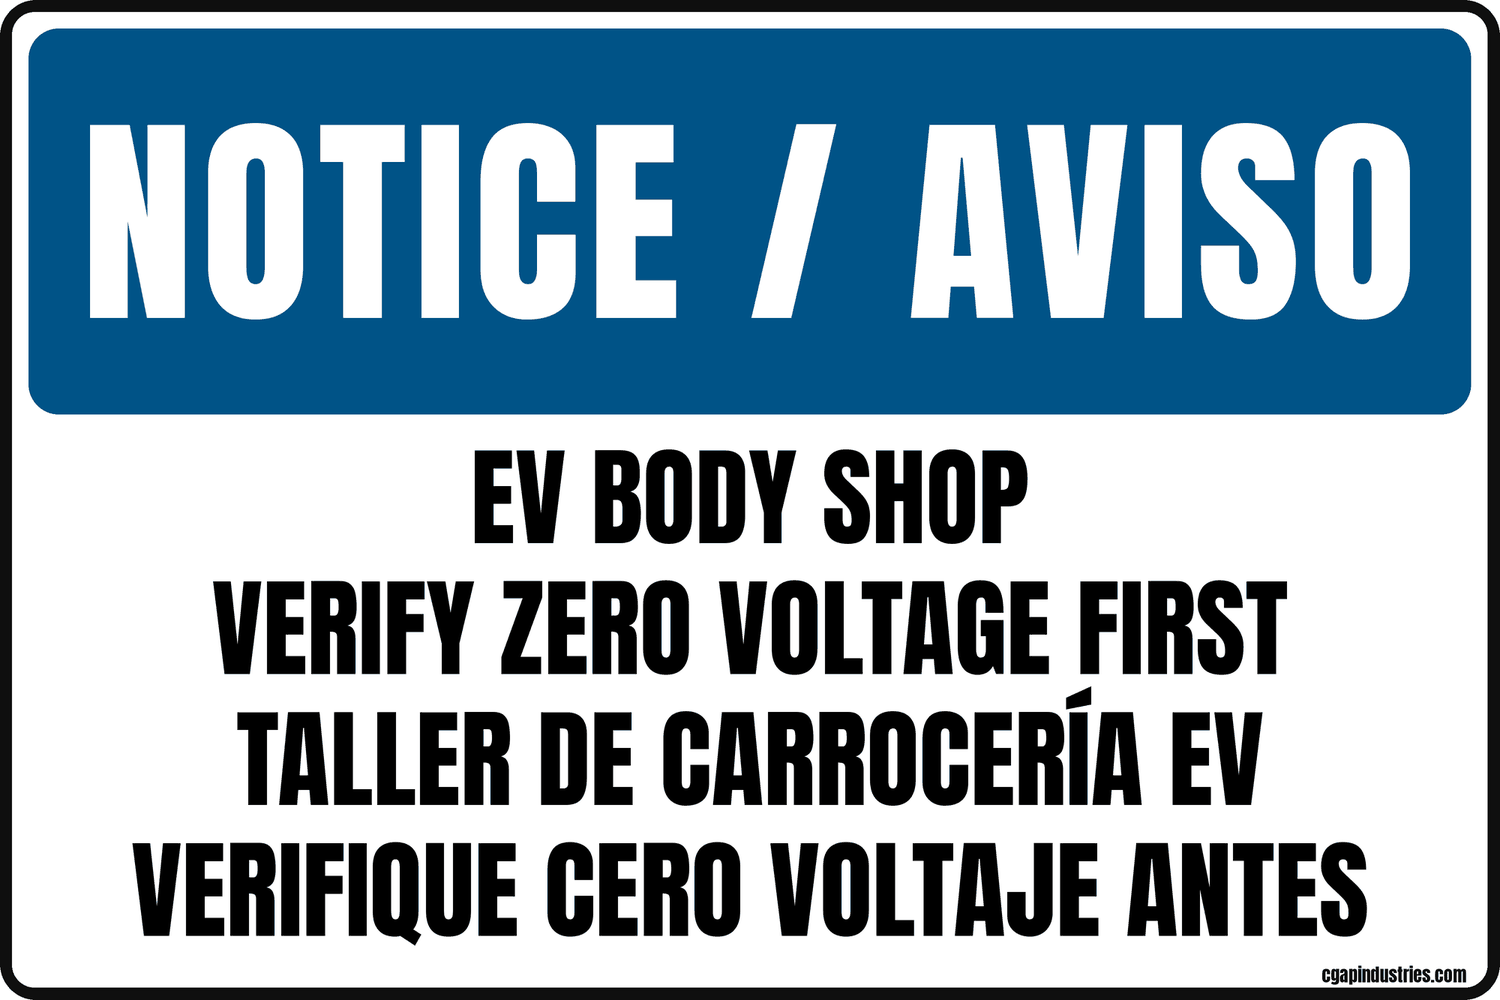 NOTICE / AVISO
EV BODY SHOP
VERIFY ZERO VOLTAGE FIRST
TALLER DE CARROCERÍA EV
VERIFIQUE CERO VOLTAJE ANTES
cgapindustries.com